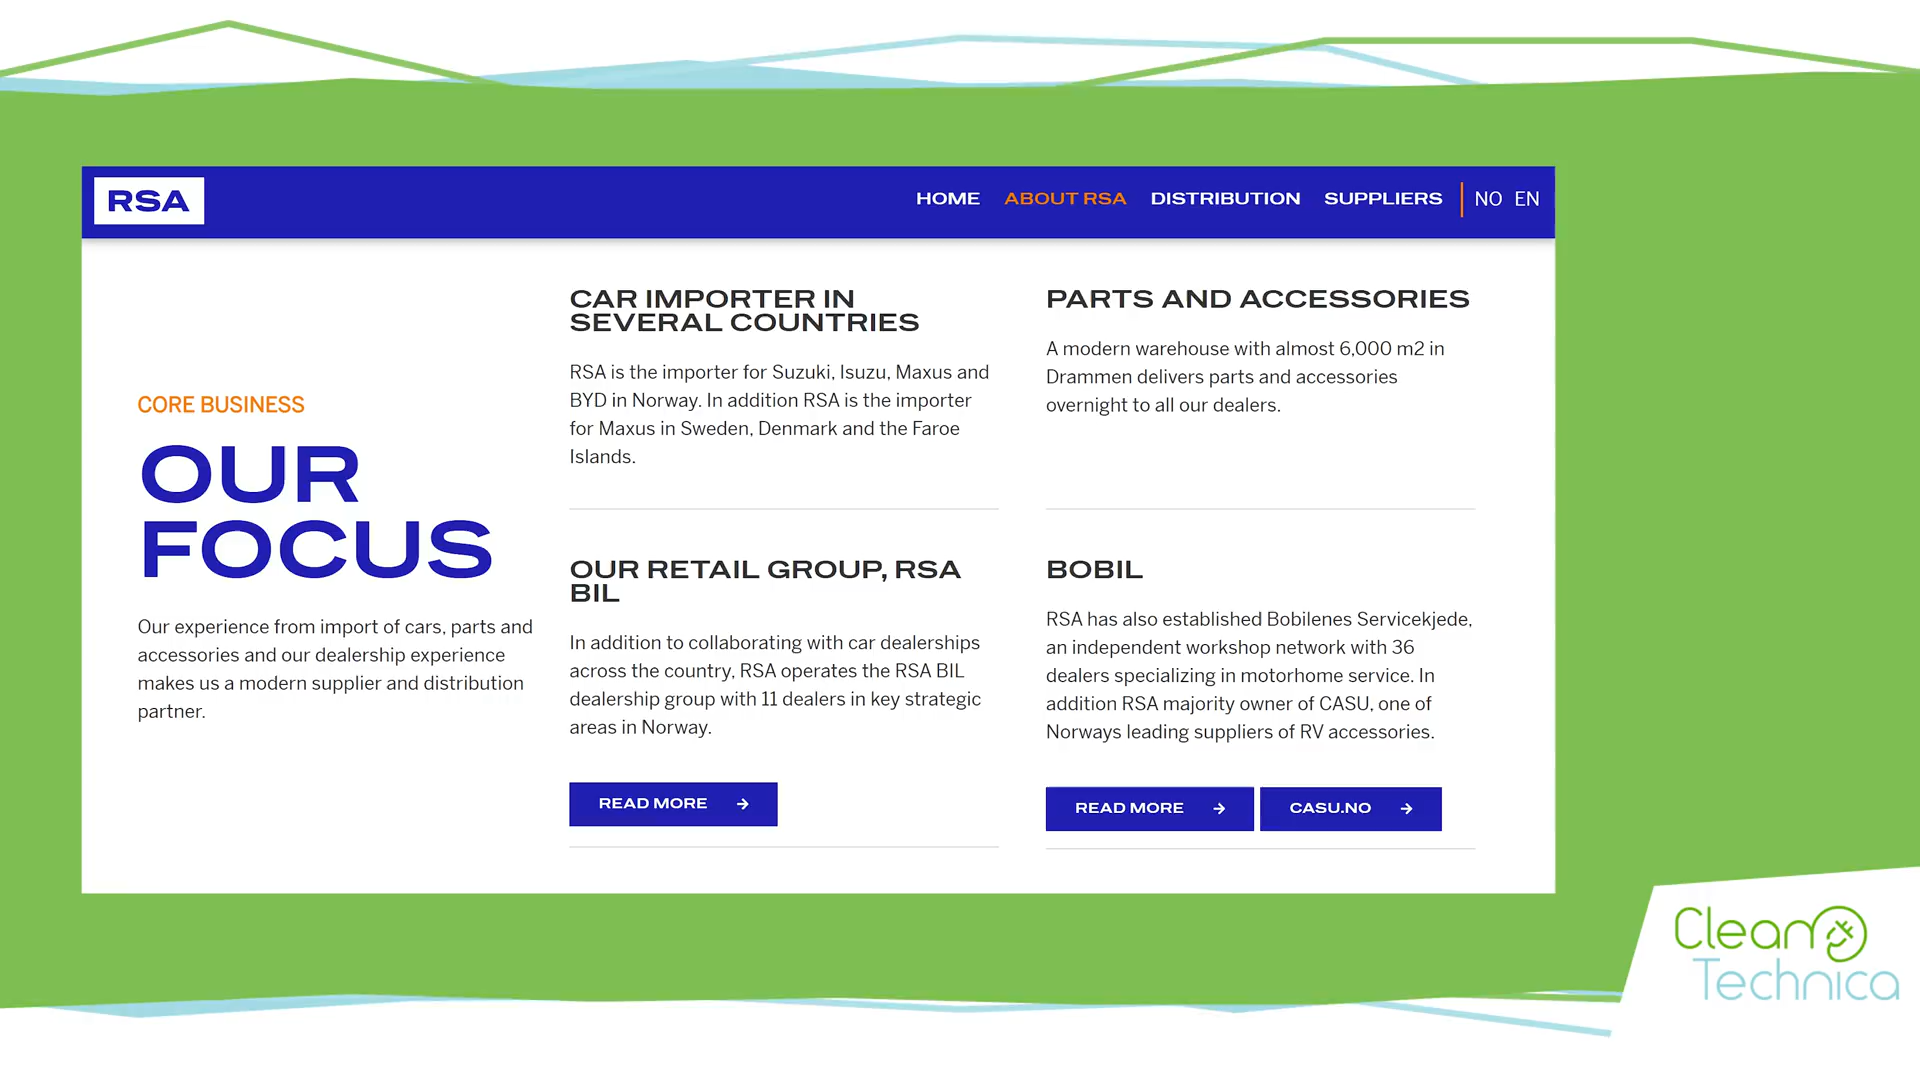 RSA
HOME ABOUT RSA DISTRIBUTION SUPPLIERS NO EN
CORE BUSINESS
OUR
FOCUS
Our experience from import of cars, parts and
accessories and our dealership experience
makes us a modern supplier and distribution
partner.
CAR IMPORTER IN
SEVERAL COUNTRIES
RSA is the importer for Suzuki, Isuzu, Maxus and
BYD in Norway. In addition RSA is the importer
for Maxus in Sweden, Denmark and the Faroe
Islands.
PARTS AND ACCESSORIES
A modern warehouse with almost 6,000 m2 in
Drammen delivers parts and accessories
overnight to all our dealers.
OUR RETAIL GROUP, RSA
BIL
In addition to collaborating with car dealerships
across the country, RSA operates the RSA BIL
dealership group with 11 dealers in key strategic
areas in Norway.
READ MORE
BOBIL
RSA has also established Bobilenes Servicekjede,
an independent workshop network with 36
dealers specializing in motorhome service. In
addition RSA majority owner of CASU, one of
Norways leading suppliers of RV accessories.
READ MORE
CASU.NO
Clean
Technica